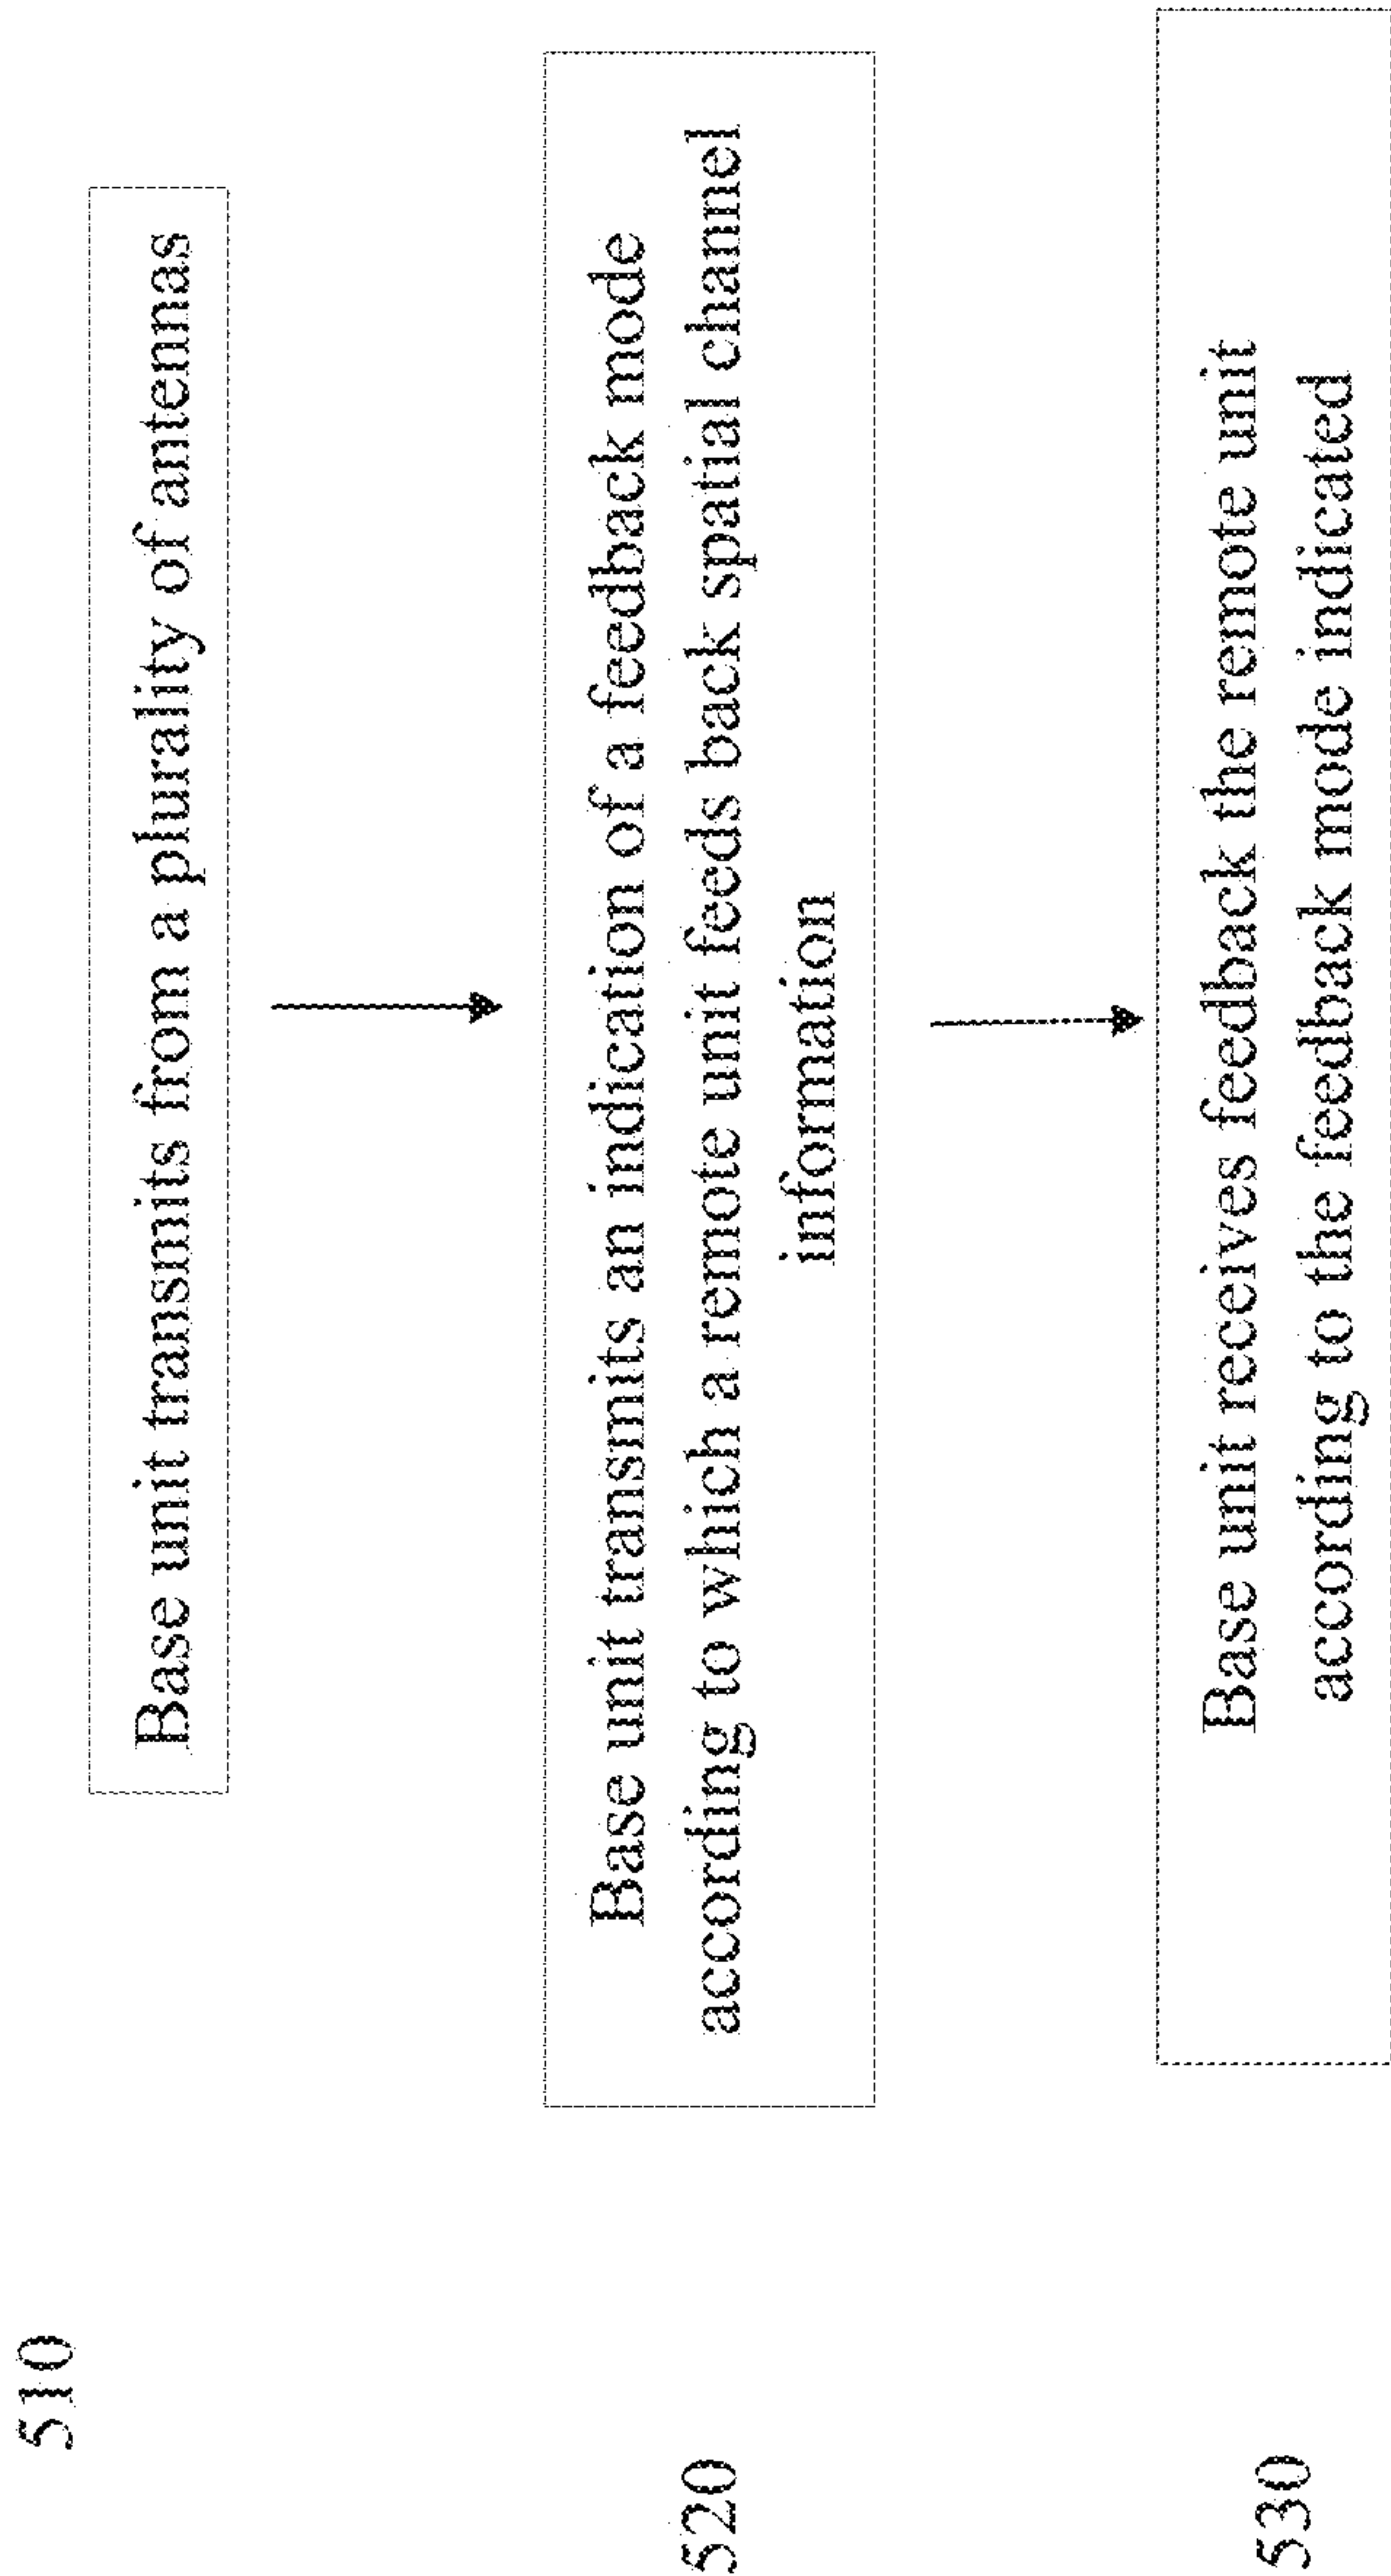 510
Base unit transmits from a plurality of antennas
520
Base unit transmits an indication of a feedback mode
according to which a remote unit feeds back spatial channel
information
530
Base unit receives feedback the remote unit
according to the feedback mode indicated